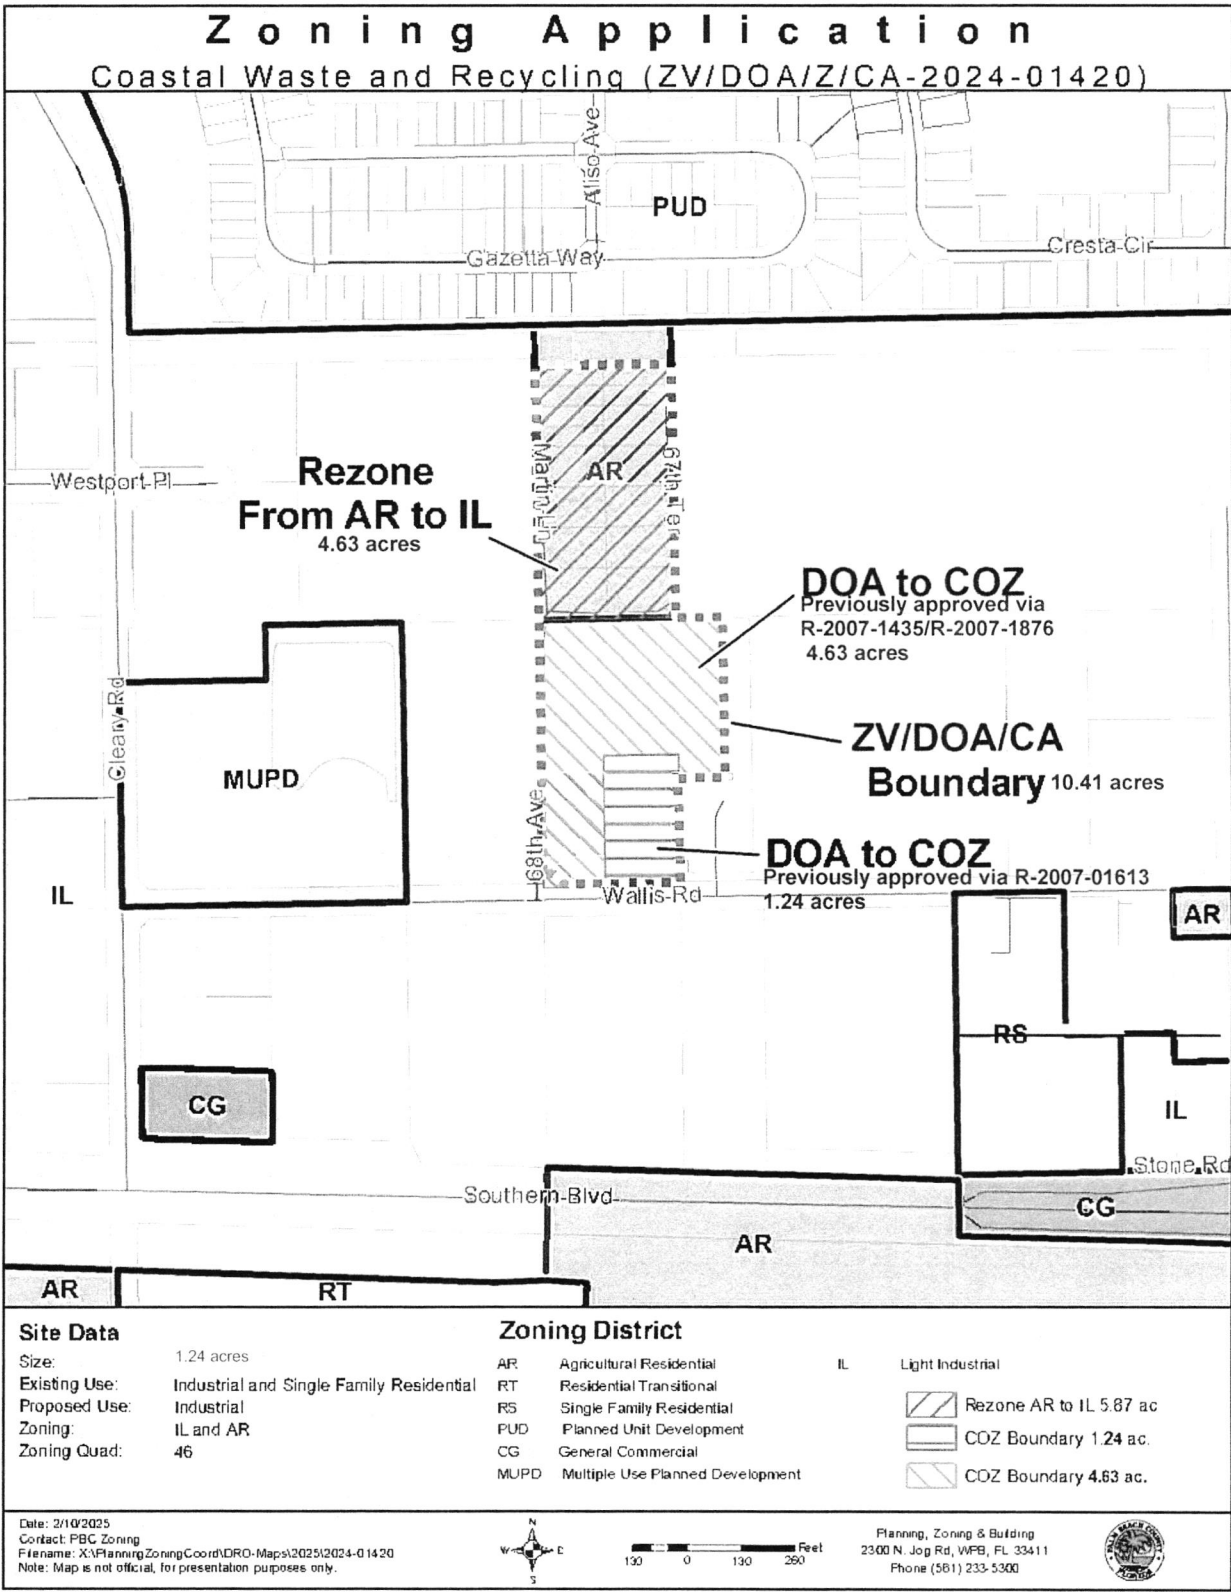 Zoning Application
Coastal Waste and Recycling (ZV/DOA/Z/CA-2024-01420)
Aliso Ave
PUD
Gazetta Way
Cresta Cir
Westport Pl
Rezone
From AR to IL
4.63 acres
Martin Ln
AR
67th Ter
DOA to COZ
Previously approved via
R-2007-1435/R-2007-1876
4.63 acres
Cleary Rd
MUPD
ZV/DOA/CA
Boundary 10.41 acres
68th Ave
DOA to COZ
Previously approved via R-2007-01613
1.24 acres
IL
Wallis Rd
AR
RS
CG
IL
Stone Rd
Southern Blvd
CG
AR
AR
RT
Site Data
Size: 1.24 acres
Existing Use: Industrial and Single Family Residential
Proposed Use: Industrial
Zoning: IL and AR
Zoning Quad: 46
Zoning District
AR Agricultural Residential
RT Residential Transitional
RS Single Family Residential
PUD Planned Unit Development
CG General Commercial
MUPD Multiple Use Planned Development
IL Light Industrial
Rezone AR to IL 5.87 ac
COZ Boundary 1.24 ac.
COZ Boundary 4.63 ac.
Date: 2/10/2025
Contact: PBC Zoning
Filename: X:\PlanningZoningCoord\DRO-Maps\2025\2024-01420
Note: Map is not official, for presentation purposes only.
N
W E
S
130 0 130 260 Feet
Planning, Zoning & Building
2300 N. Jog Rd, WPB, FL 33411
Phone (561) 233-5300
PALM BEACH COUNTY
FLORIDA